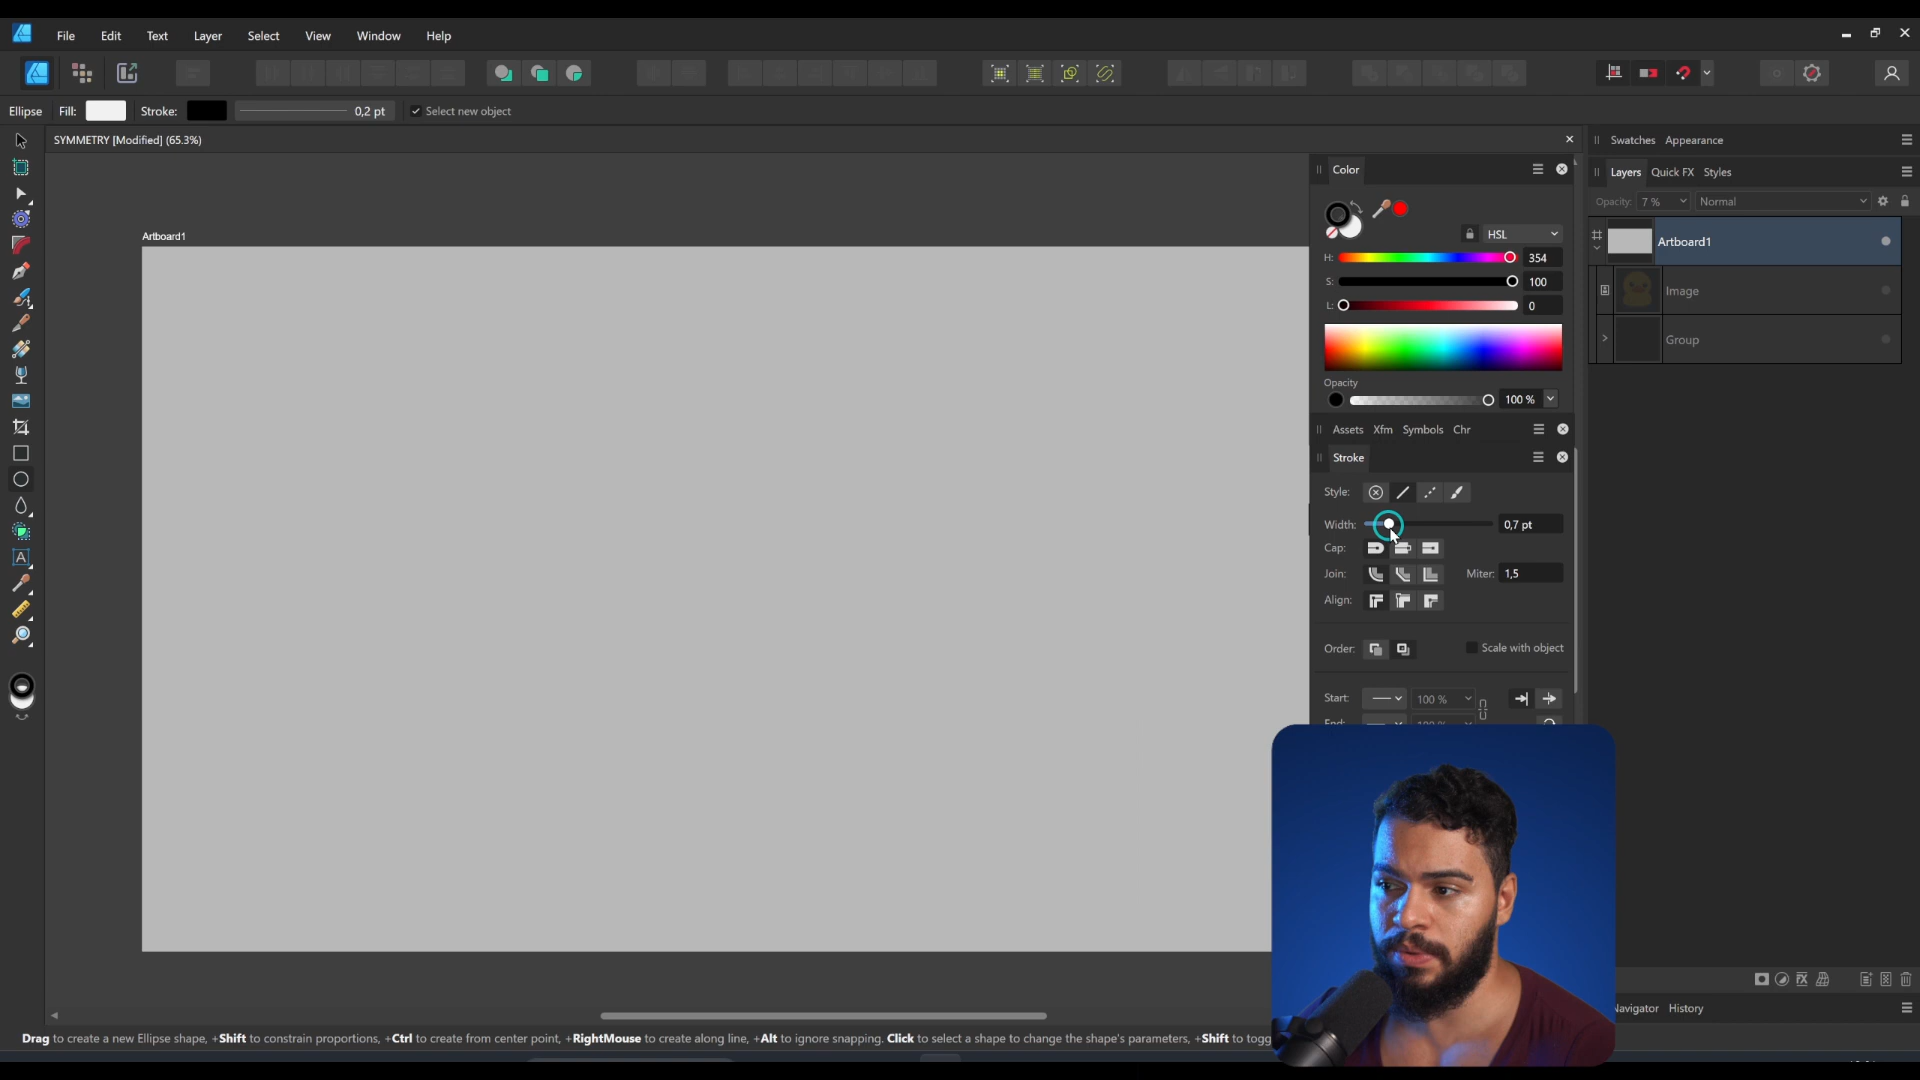 File Edit Text Layer Select View Window Help
Ellipse Fill: Stroke: 0,2 pt Select new object
SYMMETRY [Modified] (65.3%)
Artboard1
Color
HSL
H: 354
S: 100
L: 0
Opacity
100 %
Assets Xfm Symbols Chr
Stroke
Style:
Width: 0,7 pt
Cap:
Join: Miter: 1,5
Align:
Order: Scale with object
Start: 100 %
End: 100 %
Swatches Appearance
Layers Quick FX Styles
Opacity: 7 % Normal
Artboard1
Image
Group
Navigator History
Drag to create a new Ellipse shape, +Shift to constrain proportions, +Ctrl to create from center point, +RightMouse to create along line, +Alt to ignore snapping. Click to select a shape to change the shape's parameters, +Shift to togg